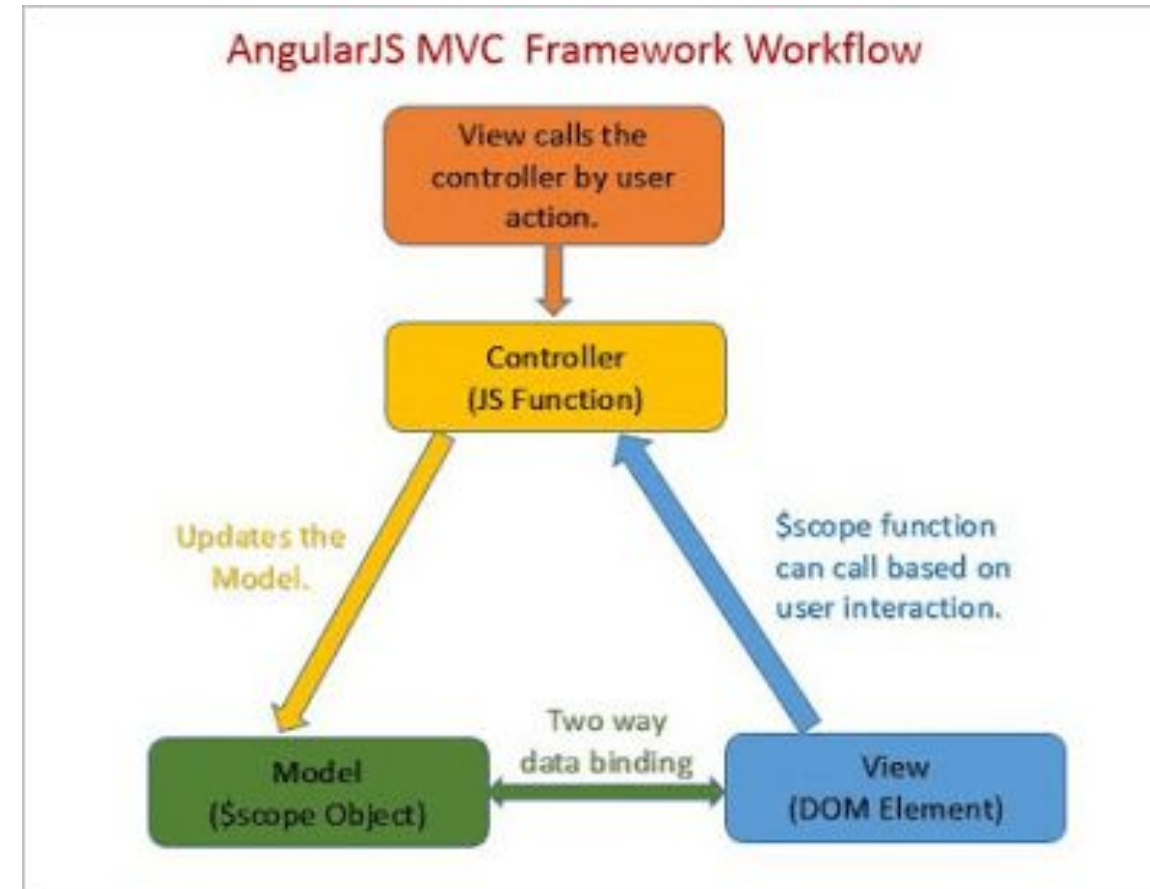 AngularJS MVC Framework Workflow
View calls the
controller by user
action.
Controller
(JS Function)
Updates the
Model.
$scope function
can call based on
user interaction.
Two way
data binding
Model
($scope Object)
View
(DOM Element)